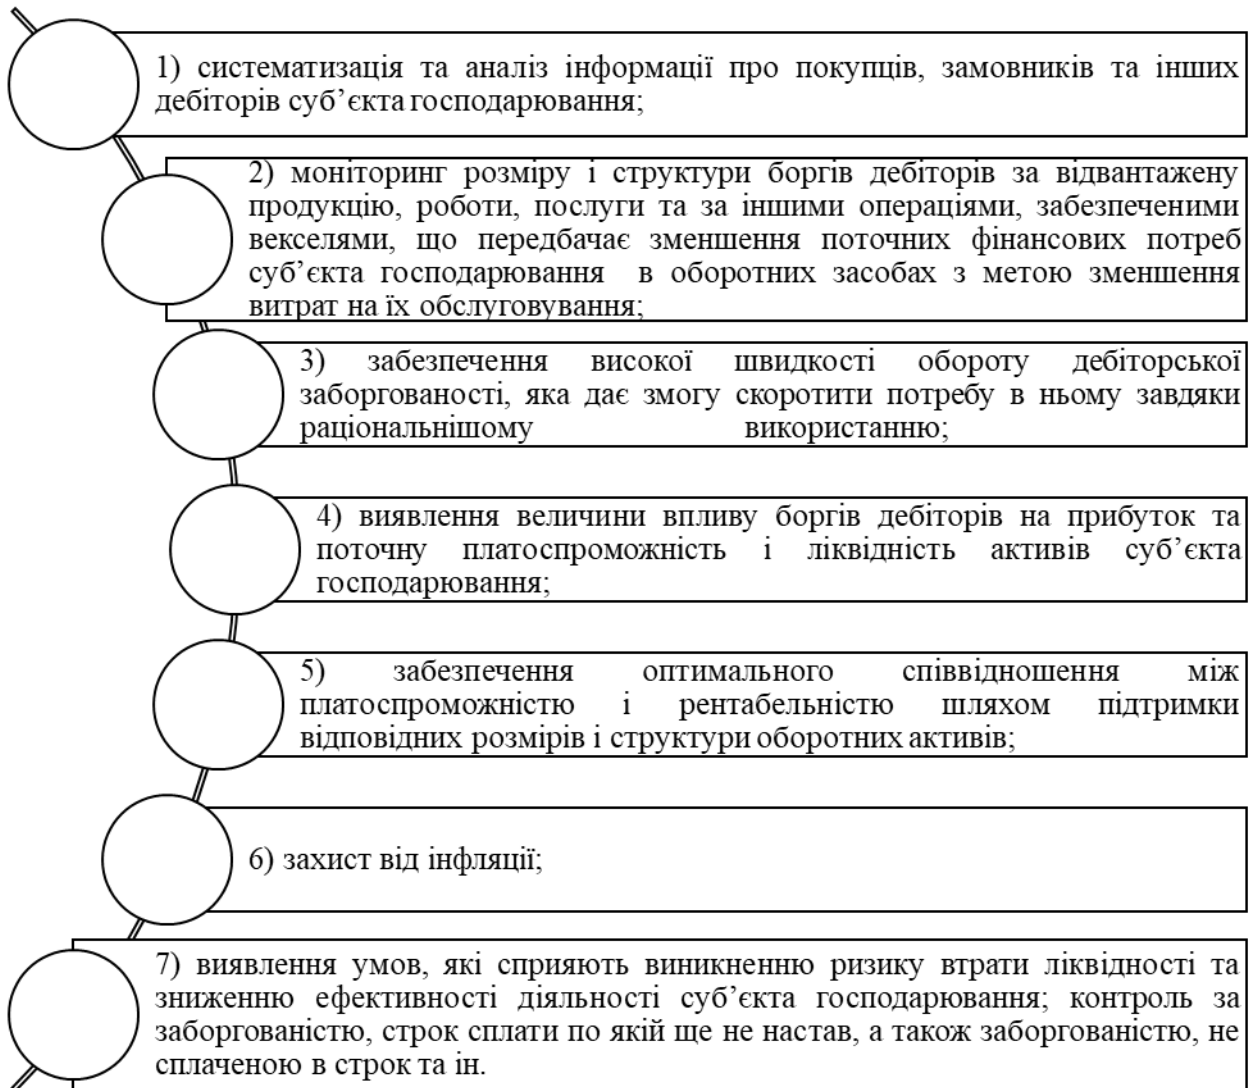 1) систематизація та аналіз інформації про покупців, замовників та інших
дебіторів суб’єкта господарювання;
2) моніторинг розміру і структури боргів дебіторів за відвантажену
продукцію, роботи, послуги та за іншими операціями, забезпеченими
векселями, що передбачає зменшення поточних фінансових потреб
суб’єкта господарювання в оборотних засобах з метою зменшення
витрат на їх обслуговування;
3) забезпечення високої швидкості обороту дебіторської
заборгованості, яка дає змогу скоротити потребу в ньому завдяки
раціональнішому використанню;
4) виявлення величини впливу боргів дебіторів на прибуток та
поточну платоспроможність і ліквідність активів суб’єкта
господарювання;
5) забезпечення оптимального співвідношення між
платоспроможністю і рентабельністю шляхом підтримки
відповідних розмірів і структури оборотних активів;
6) захист від інфляції;
7) виявлення умов, які сприяють виникненню ризику втрати ліквідності та
зниженню ефективності діяльності суб’єкта господарювання; контроль за
заборгованістю, строк сплати по якій ще не настав, а також заборгованістю, не
сплаченою в строк та ін.